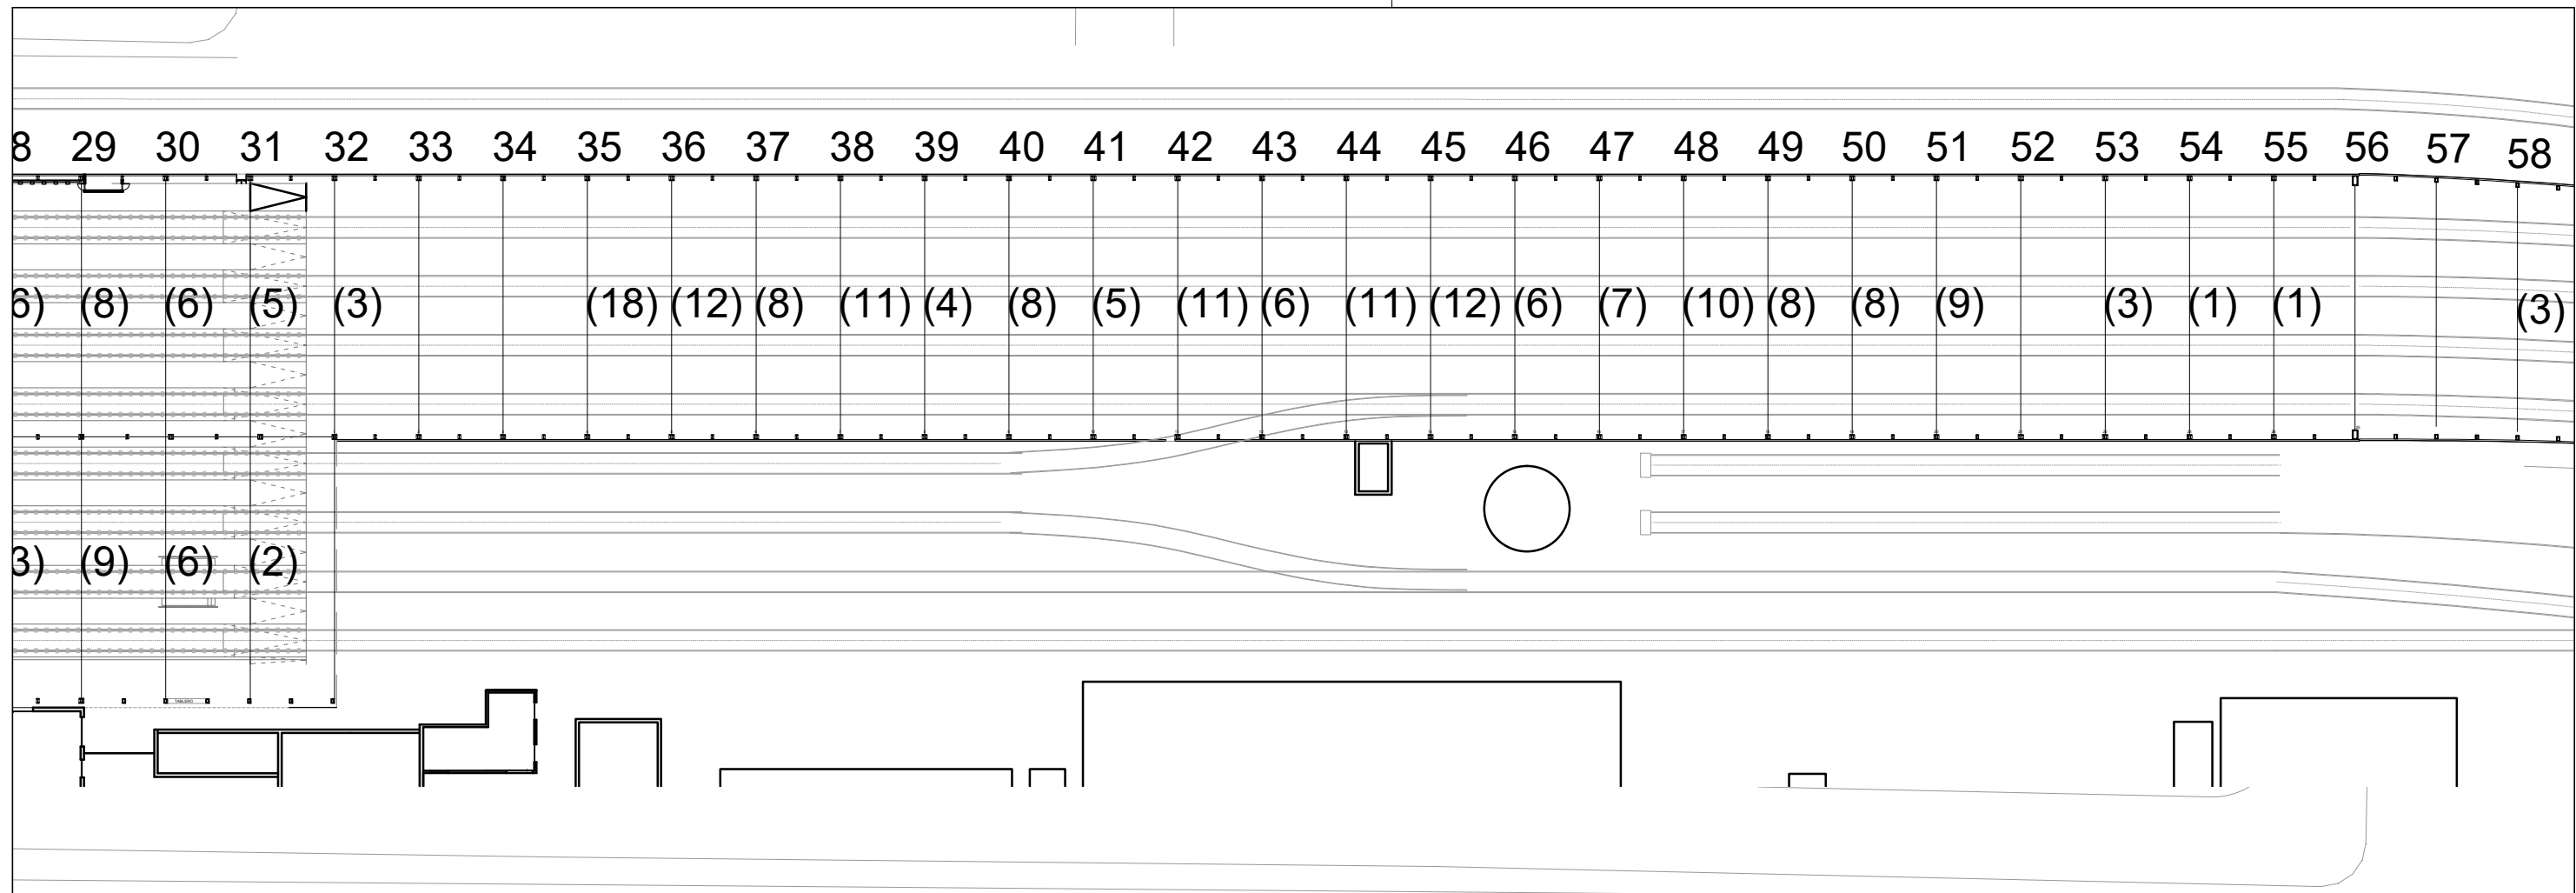 8 29 30 31 32 33 34 35 36 37 38 39 40 41 42 43 44 45 46 47 48 49 50 51 52 53 54 55 56 57 58
6) (8) (6) (5) (3) (18) (12) (8) (11) (4) (8) (5) (11) (6) (11) (12) (6) (7) (10) (8) (8) (9) (3) (1) (1) (3)
3) (9) (6) (2)
TABLERO